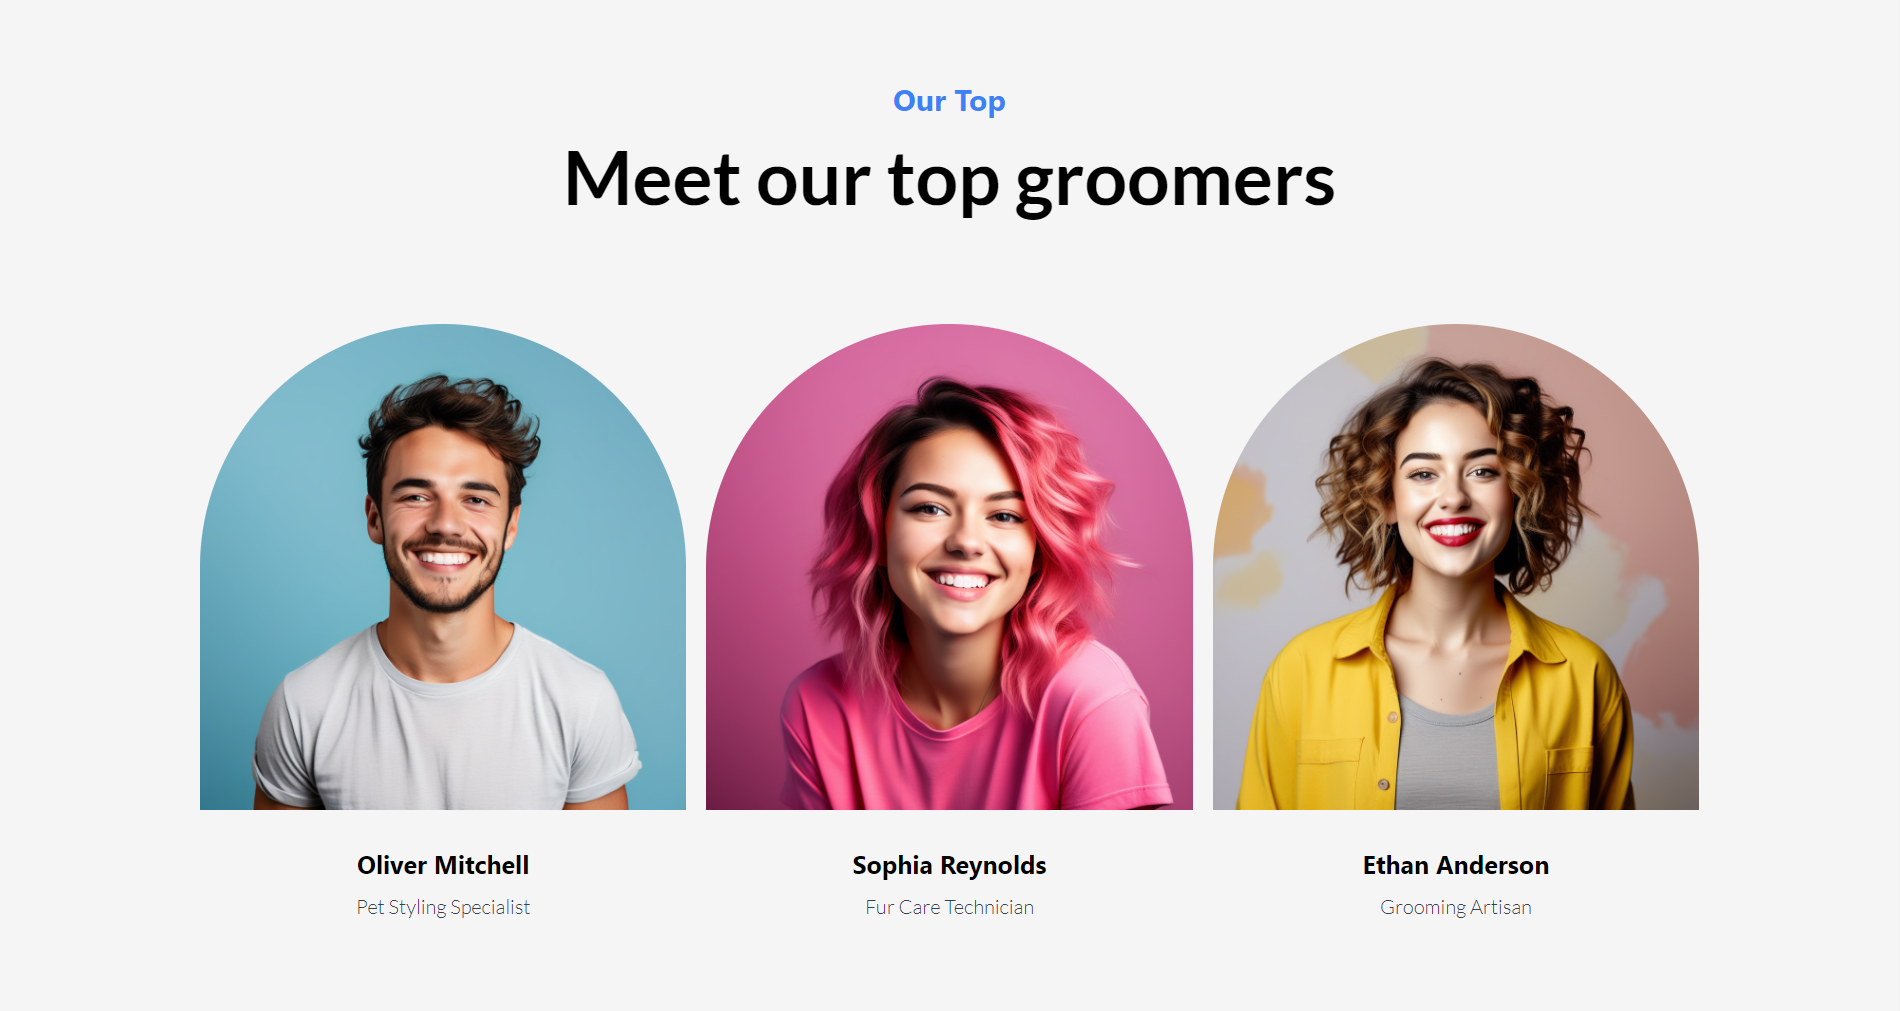 Our Top
Meet our top groomers
Oliver Mitchell
Sophia Reynolds
Ethan Anderson
Pet Styling Specialist
Fur Care Technician
Grooming Artisan